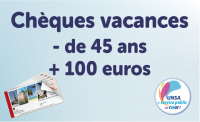 Chèques vacances
- de 45 ans
+ 100 euros
UNSA